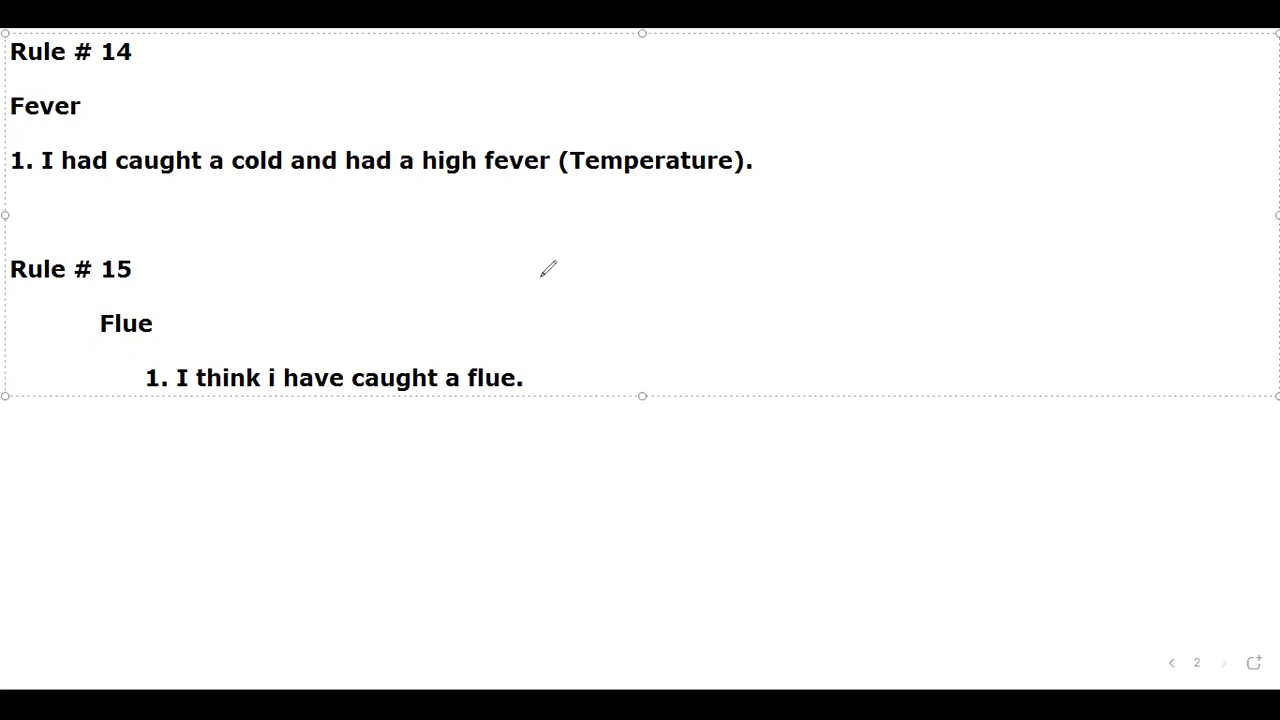 Rule # 14
Fever
1. I had caught a cold and had a high fever (Temperature).
Rule # 15
Flue
1. I think i have caught a flue.
2